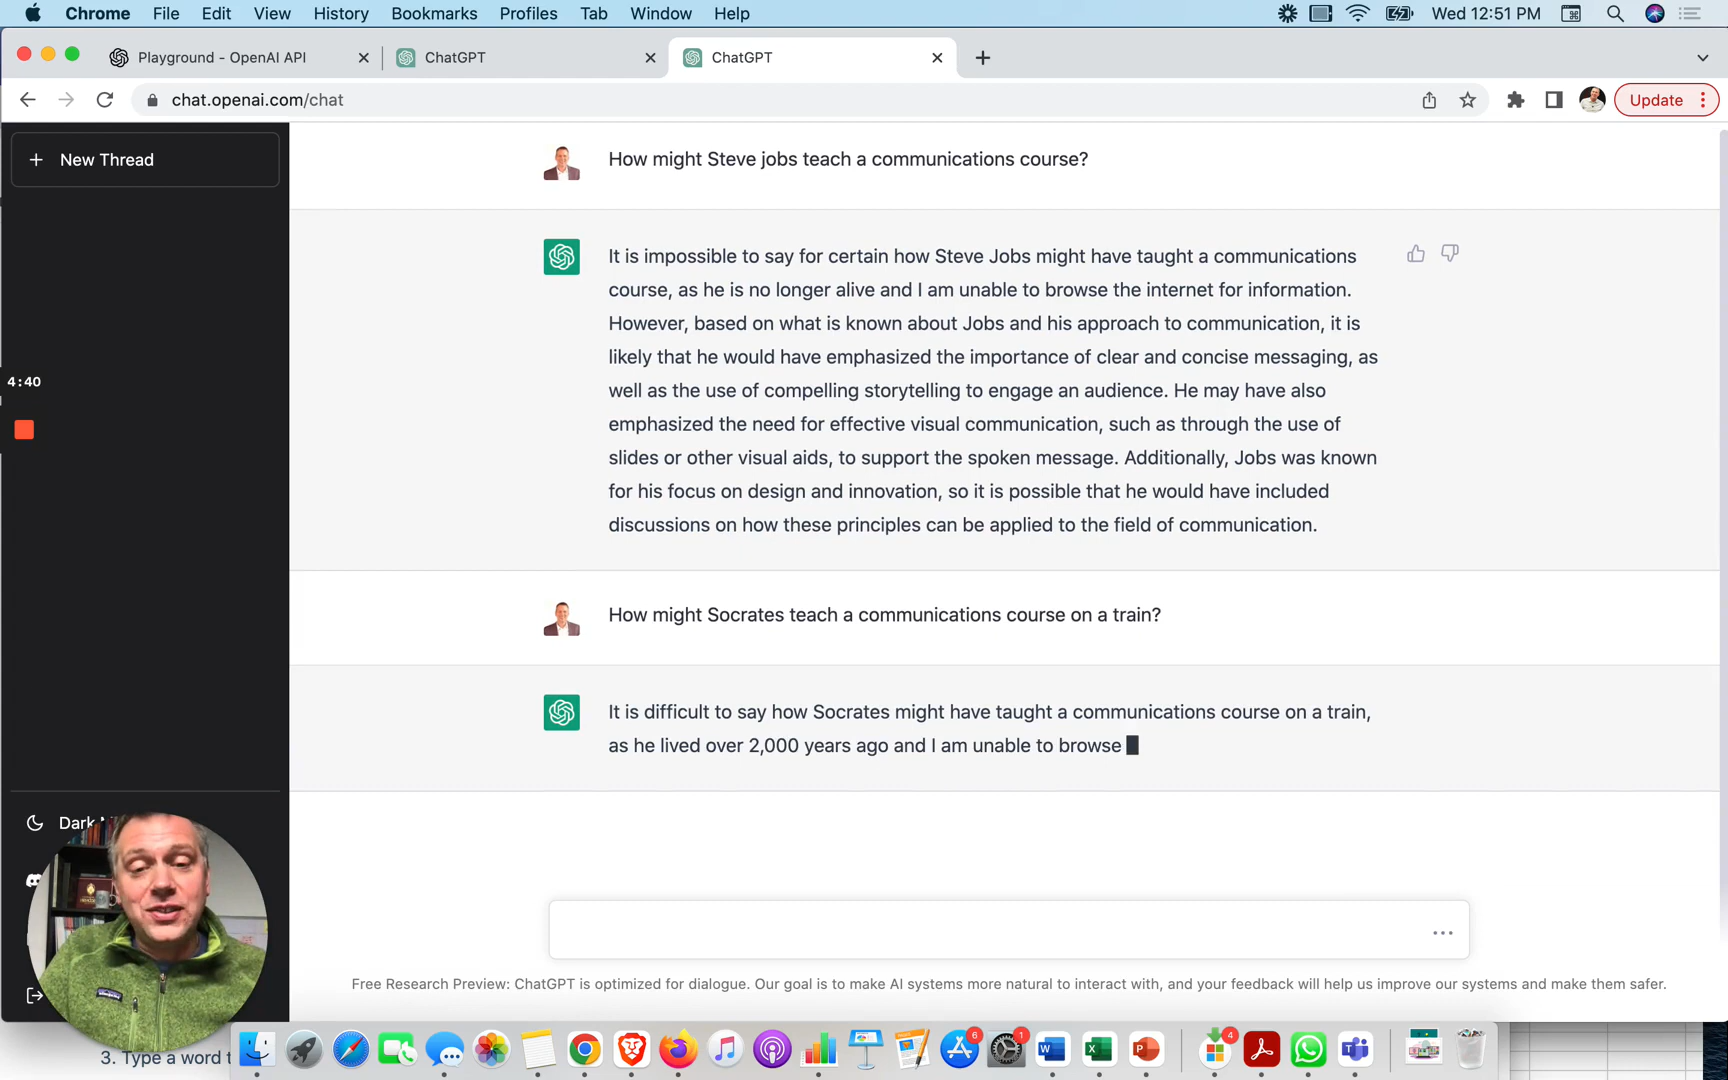 Chrome File Edit View History Bookmarks Profiles Tab Window Help Wed 12:51 PM
Playground - OpenAI API ChatGPT ChatGPT
chat.openai.com/chat Update
New Thread
How might Steve jobs teach a communications course?
It is impossible to say for certain how Steve Jobs might have taught a communications
course, as he is no longer alive and I am unable to browse the internet for information.
However, based on what is known about Jobs and his approach to communication, it is
likely that he would have emphasized the importance of clear and concise messaging, as
well as the use of compelling storytelling to engage an audience. He may have also
emphasized the need for effective visual communication, such as through the use of
slides or other visual aids, to support the spoken message. Additionally, Jobs was known
for his focus on design and innovation, so it is possible that he would have included
discussions on how these principles can be applied to the field of communication.
4:40
How might Socrates teach a communications course on a train?
It is difficult to say how Socrates might have taught a communications course on a train,
as he lived over 2,000 years ago and I am unable to browse
Dark
Free Research Preview: ChatGPT is optimized for dialogue. Our goal is to make AI systems more natural to interact with, and your feedback will help us improve our systems and make them safer.
6 1 4
3. Type a word